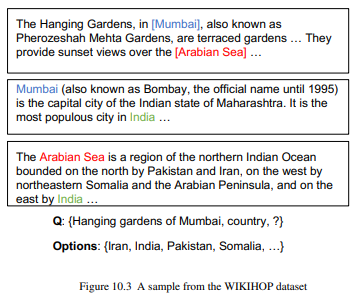 The Hanging Gardens, in [Mumbai], also known as
Pherozeshah Mehta Gardens, are terraced gardens … They
provide sunset views over the [Arabian Sea] …
Mumbai (also known as Bombay, the official name until 1995)
is the capital city of the Indian state of Maharashtra. It is the
most populous city in India …
The Arabian Sea is a region of the northern Indian Ocean
bounded on the north by Pakistan and Iran, on the west by
northeastern Somalia and the Arabian Peninsula, and on the
east by India …
Q: {Hanging gardens of Mumbai, country, ?}
Options: {Iran, India, Pakistan, Somalia, …}
Figure 10.3 A sample from the WIKIHOP dataset